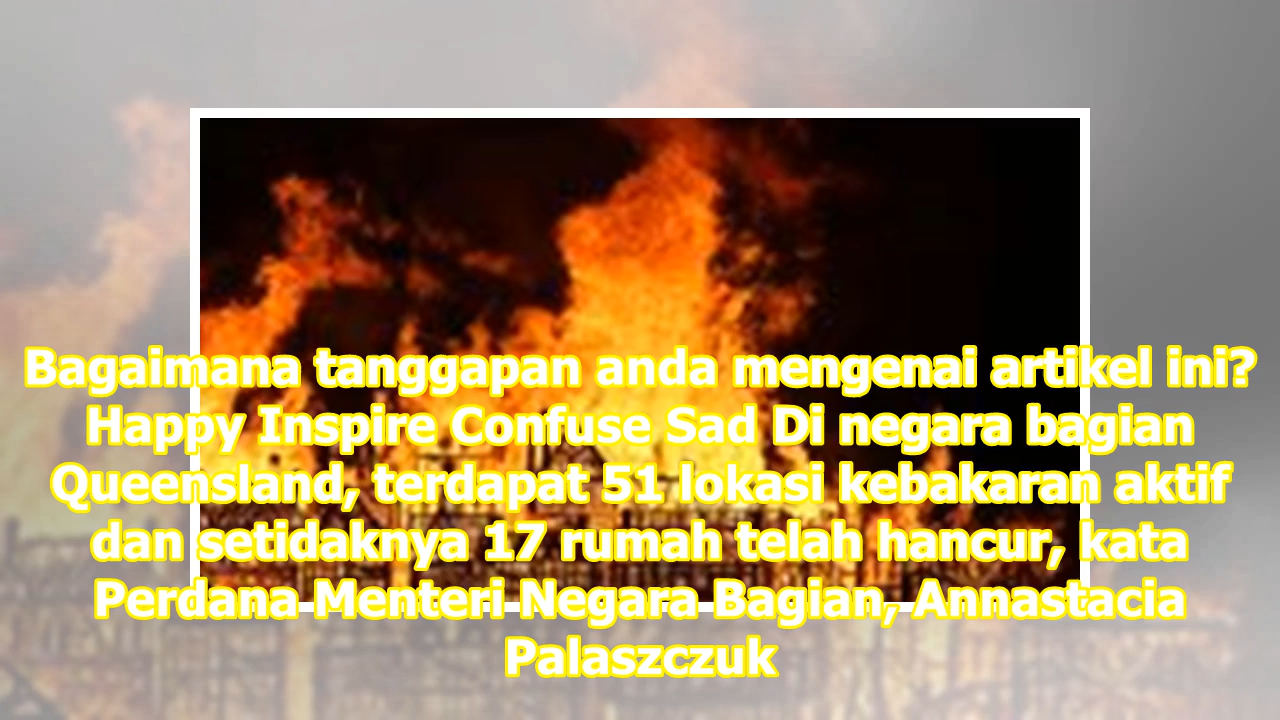 Bagaimana tanggapan anda mengenai artikel ini?
Happy Inspire Confuse Sad Di negara bagian
Queensland, terdapat 51 lokasi kebakaran aktif
dan setidaknya 17 rumah telah hancur, kata
Perdana Menteri Negara Bagian, Annastacia
Palaszczuk